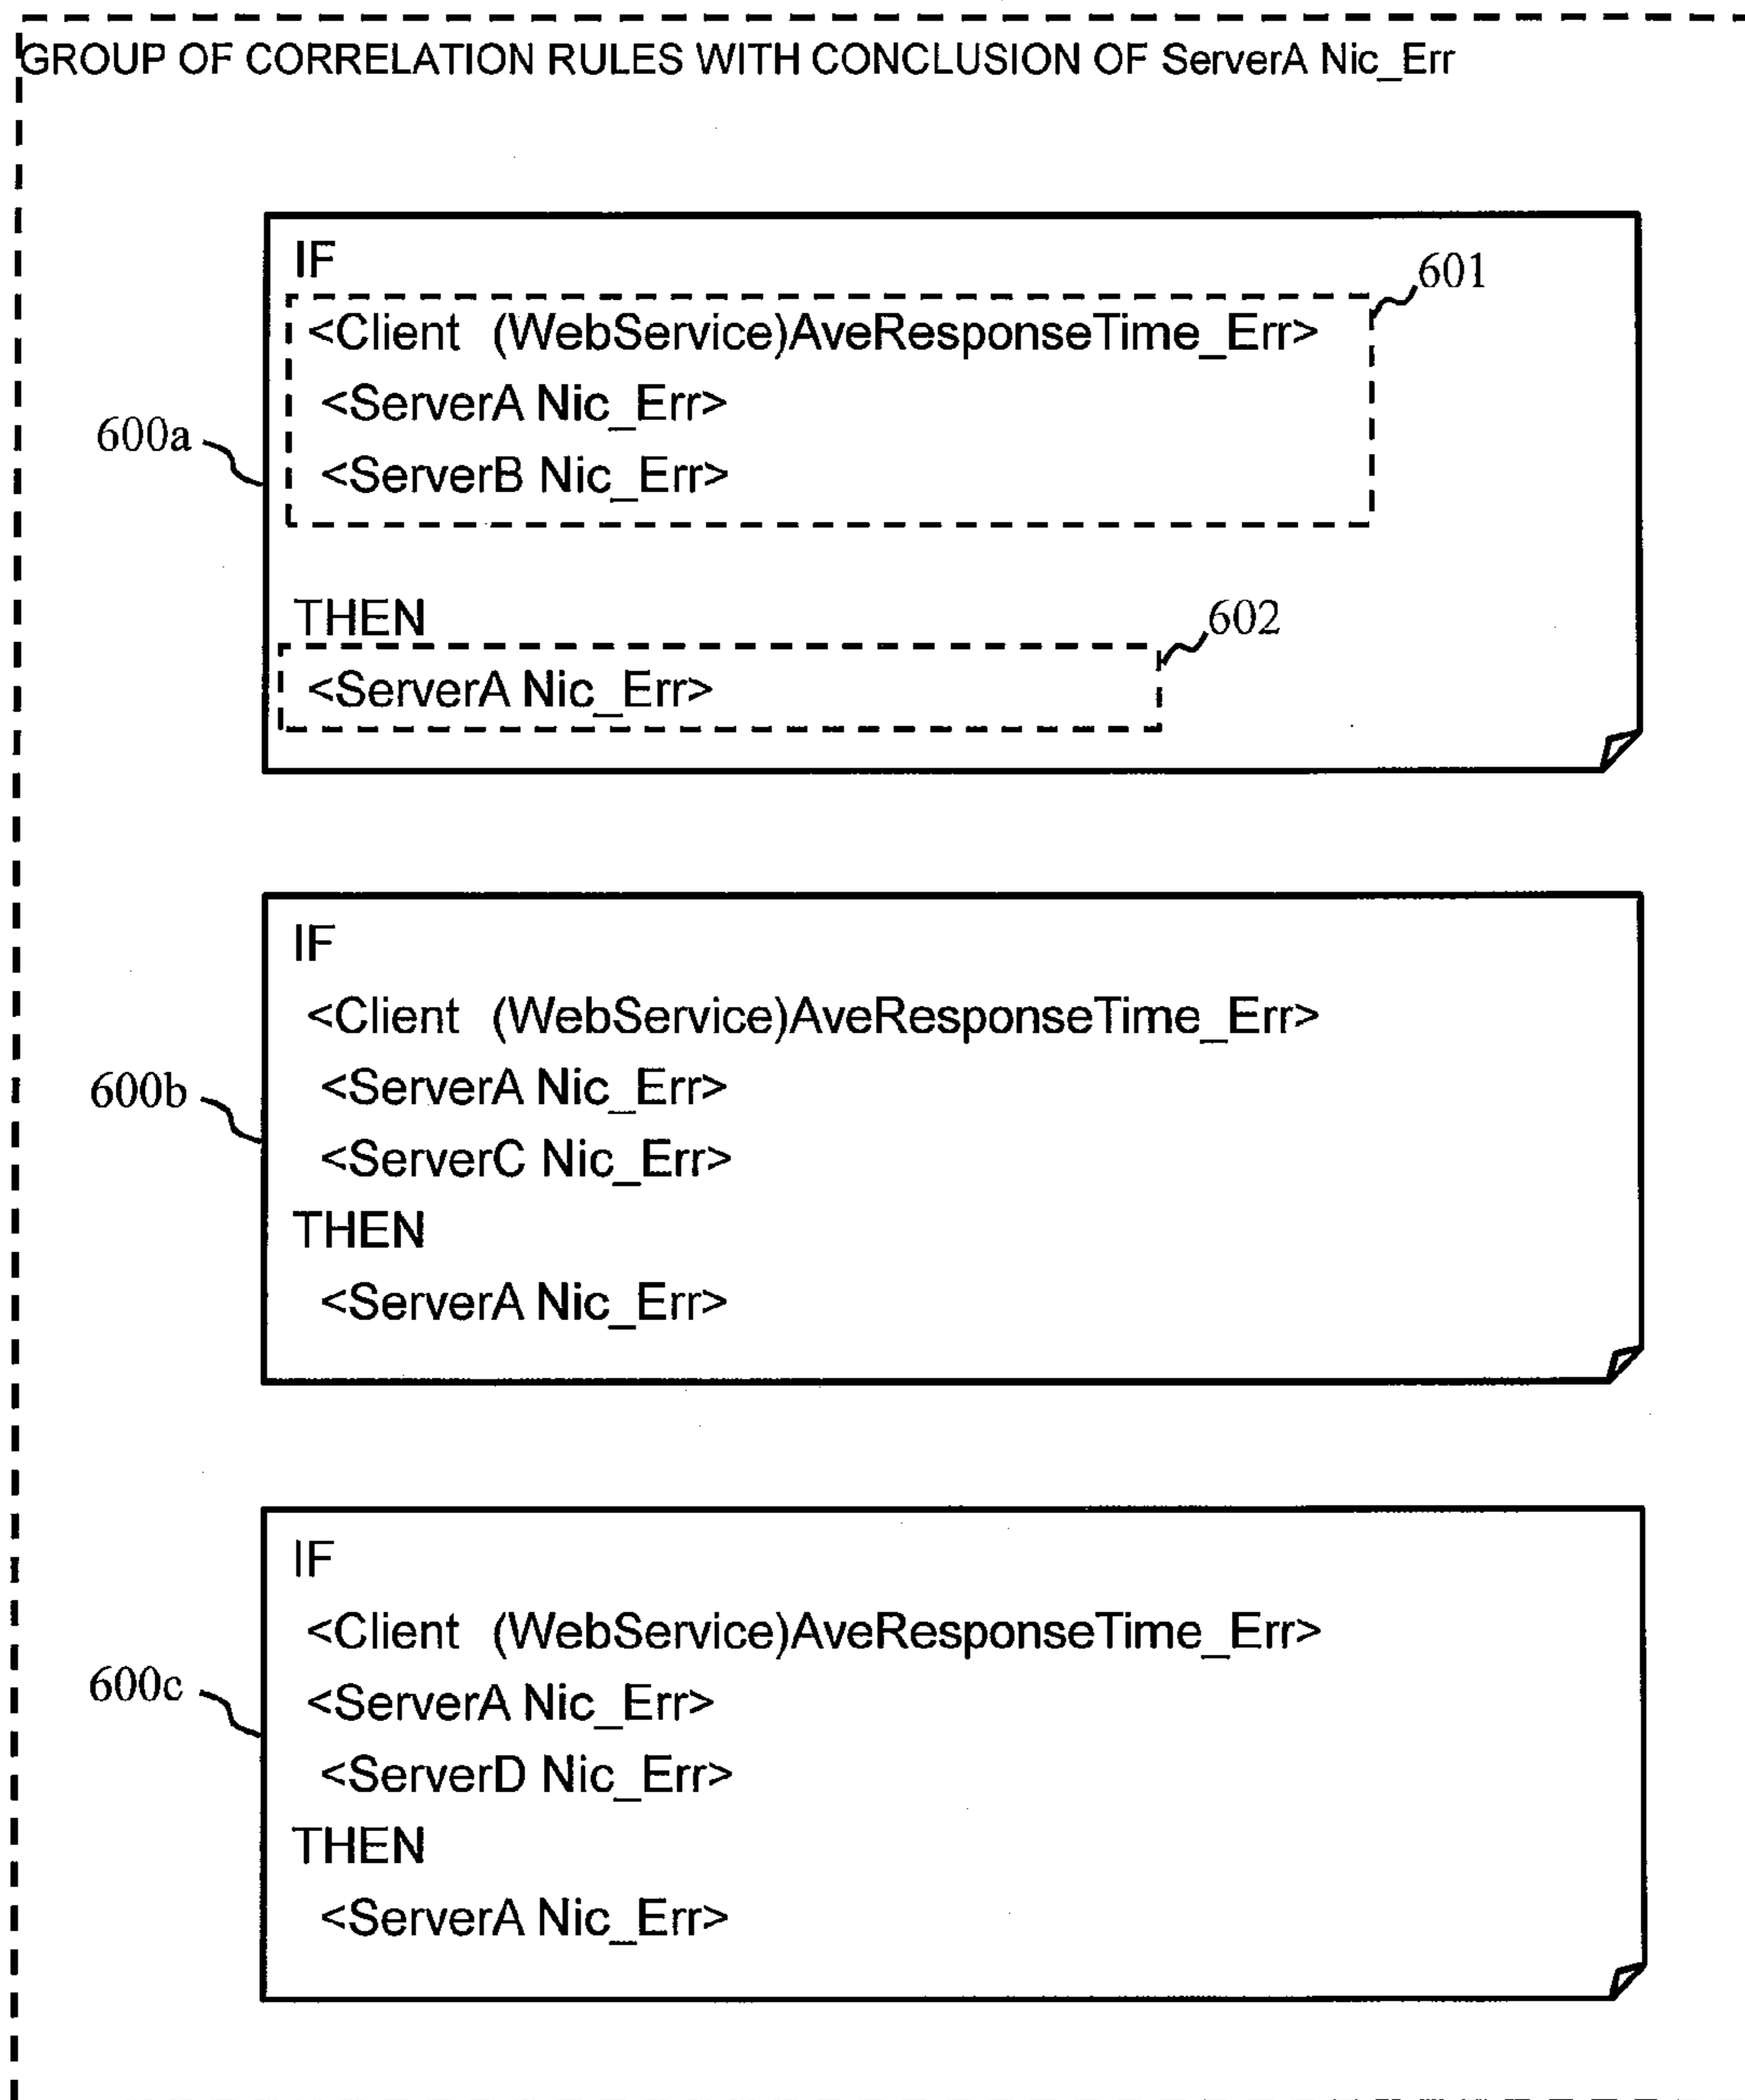 GROUP OF CORRELATION RULES WITH CONCLUSION OF ServerA Nic_Err
IF
601
<Client (WebService)AveResponseTime_Err>
<ServerA Nic_Err>
600a
<ServerB Nic_Err>
THEN
602
<ServerA Nic_Err>
IF
<Client (WebService)AveResponseTime_Err>
600b
<ServerA Nic_Err>
<ServerC Nic_Err>
THEN
<ServerA Nic_Err>
IF
<Client (WebService)AveResponseTime_Err>
600c
<ServerA Nic_Err>
<ServerD Nic_Err>
THEN
<ServerA Nic_Err>